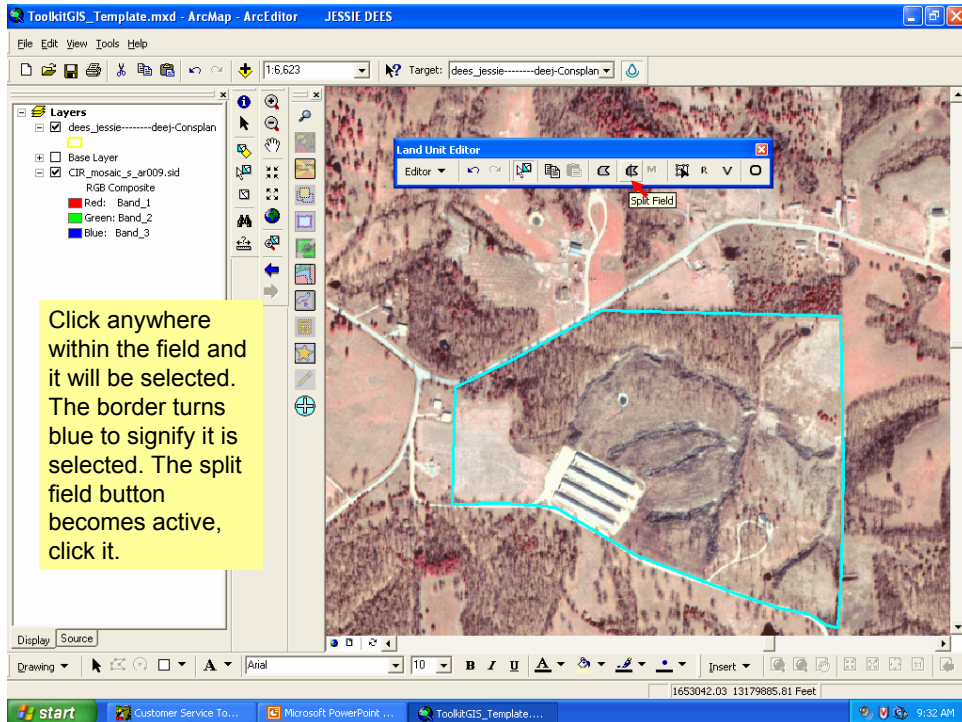 ToolkitGIS_Template.mxd - ArcMap - ArcEditor JESSIE DEES
File Edit View Tools Help
1:6,623 Target: dees_jessie--------deej-Consplan
Layers
dees_jessie--------deej-Consplan
Base Layer
CIR_mosaic_s_ar009.sid
RGB Composite
Red: Band_1
Green: Band_2
Blue: Band_3
Land Unit Editor
Editor M R V
Split Field
Click anywhere
within the field and
it will be selected.
The border turns
blue to signify it is
selected. The split
field button
becomes active,
click it.
Display Source
Drawing A Arial 10 B I U A Insert
1653042.03 13179885.81 Feet
start Customer Service To... Microsoft PowerPoint ... ToolkitGIS_Template.... 9:32 AM